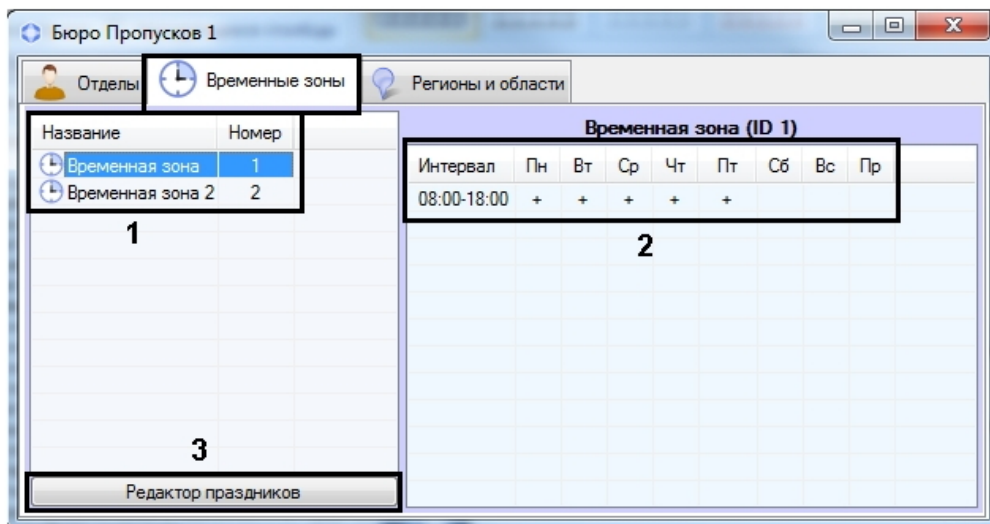 Бюро Пропусков 1
Отделы Временные зоны Регионы и области
Название Номер
Временная зона 1
Временная зона 2 2
1
3
Редактор праздников
Временная зона (ID 1)
Интервал Пн Вт Ср Чт Пт Сб Вс Пр
08:00-18:00 + + + + +
2